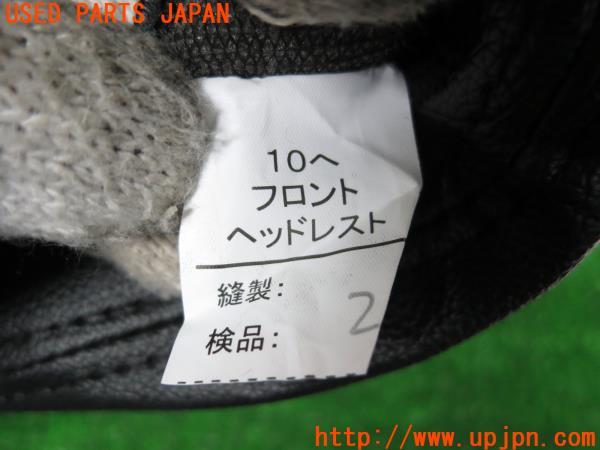 USED PARTS JAPAN
10へ
フロント
ヘッドレスト
縫製:
2
検品:
http://www.upjpn.com/